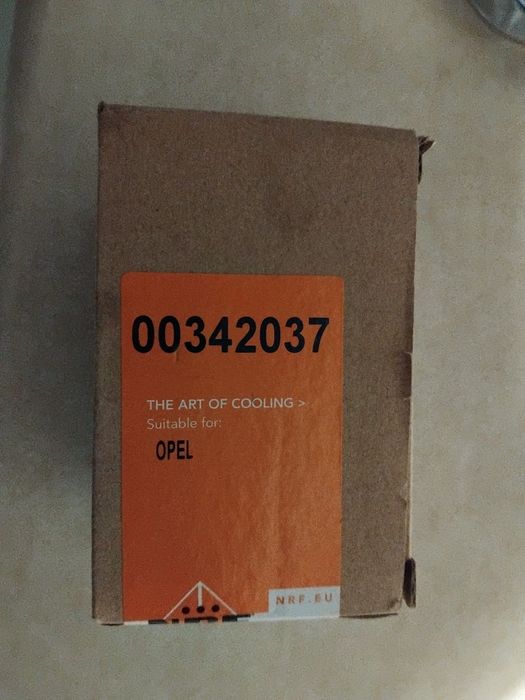 00342037
THE ART OF COOLING >
Suitable for:
OPEL
NRF.EU